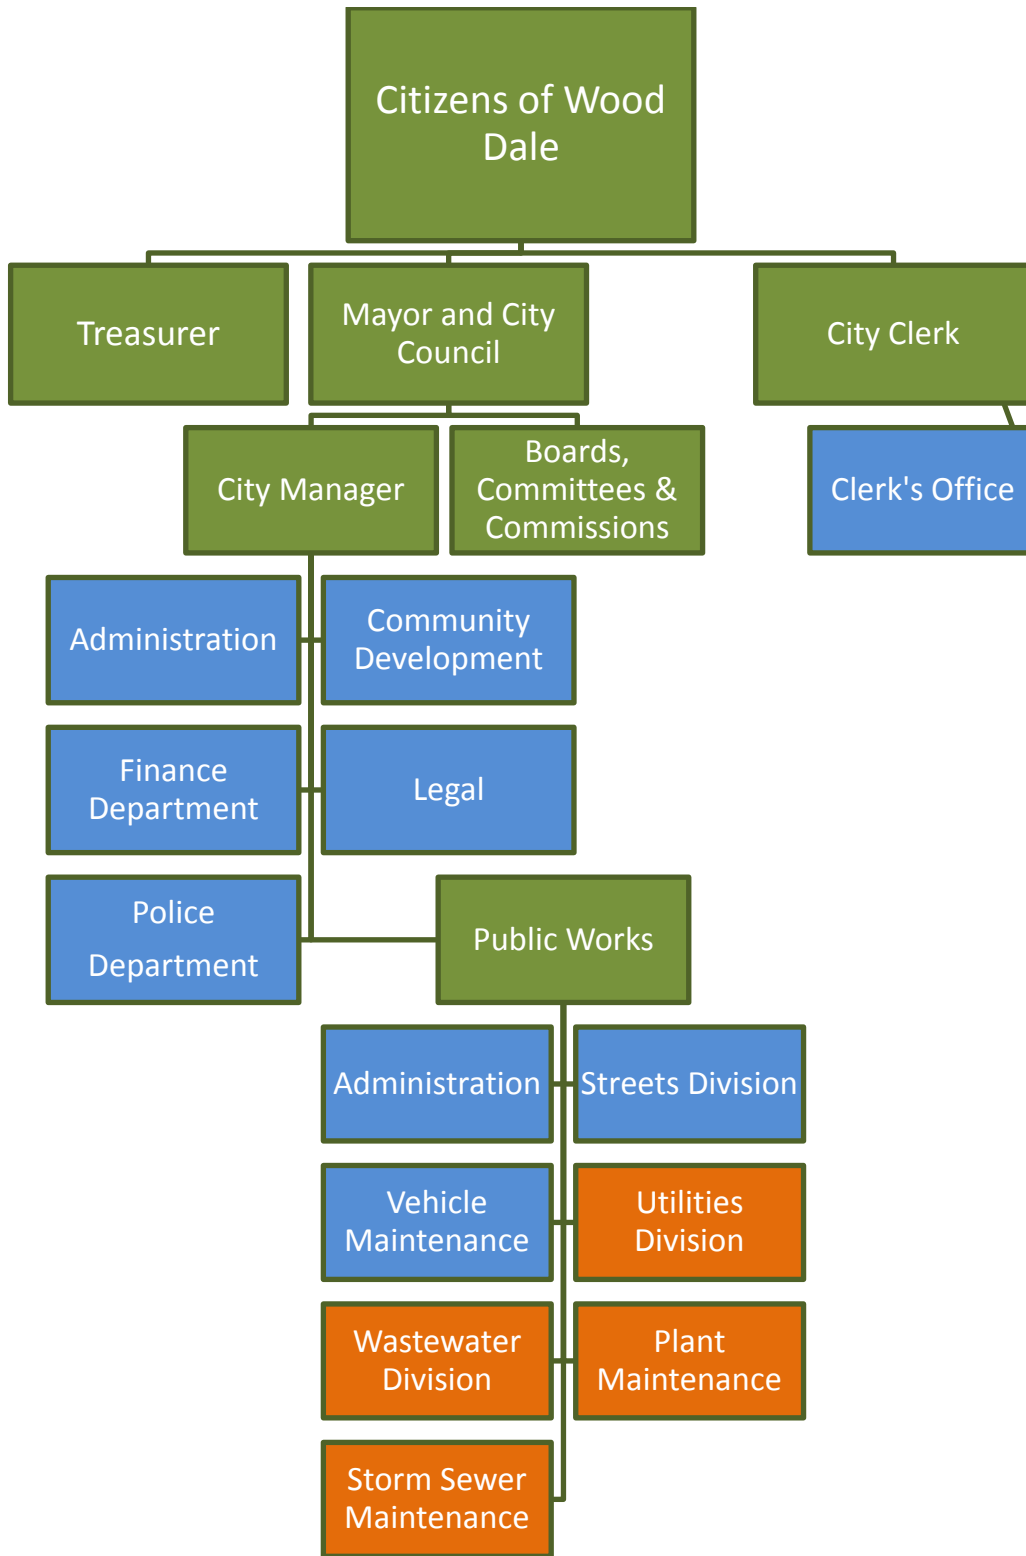 Citizens of Wood
Dale
Treasurer
Mayor and City
Council
City Clerk
City Manager
Boards,
Committees &
Commissions
Clerk's Office
Administration
Community
Development
Finance
Department
Legal
Police
Department
Public Works
Administration
Streets Division
Vehicle
Maintenance
Utilities
Division
Wastewater
Division
Plant
Maintenance
Storm Sewer
Maintenance